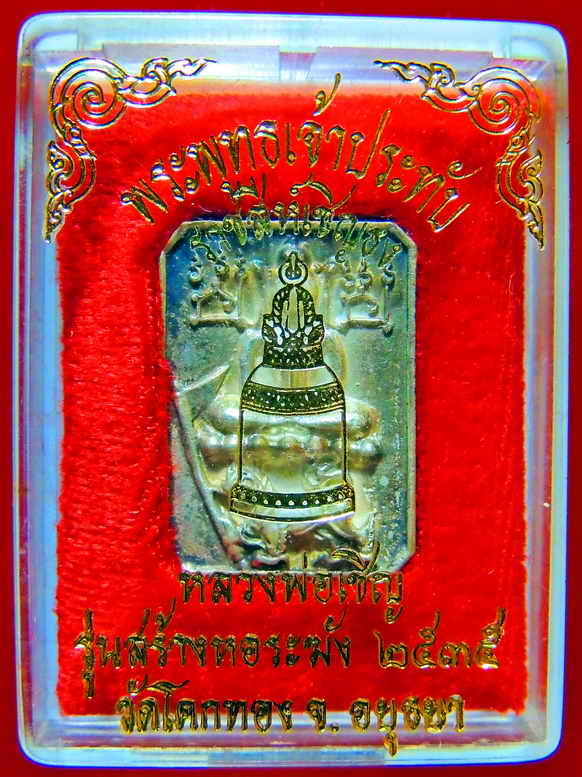 พระพุทธเจ้าประทับ
หลวงพ่อเชิญ
รุ่นสร้างหอระฆัง ๒๕๓๕
วัดโคกทอง จ. อยุธยา